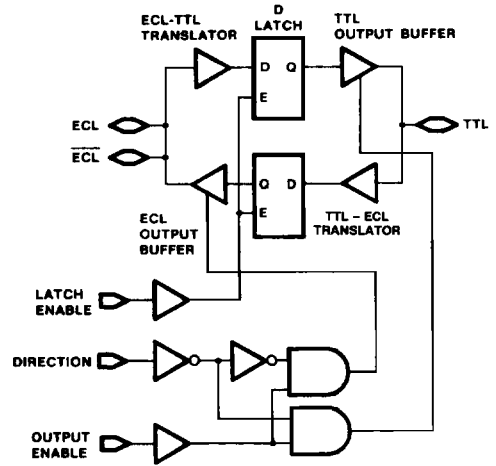 D
LATCH
ECL-TTL
TRANSLATOR
TTL
OUTPUT BUFFER
D Q
E
ECL
TTL
ECL
Q D
E
ECL
OUTPUT
BUFFER
TTL – ECL
TRANSLATOR
LATCH
ENABLE
DIRECTION
OUTPUT
ENABLE